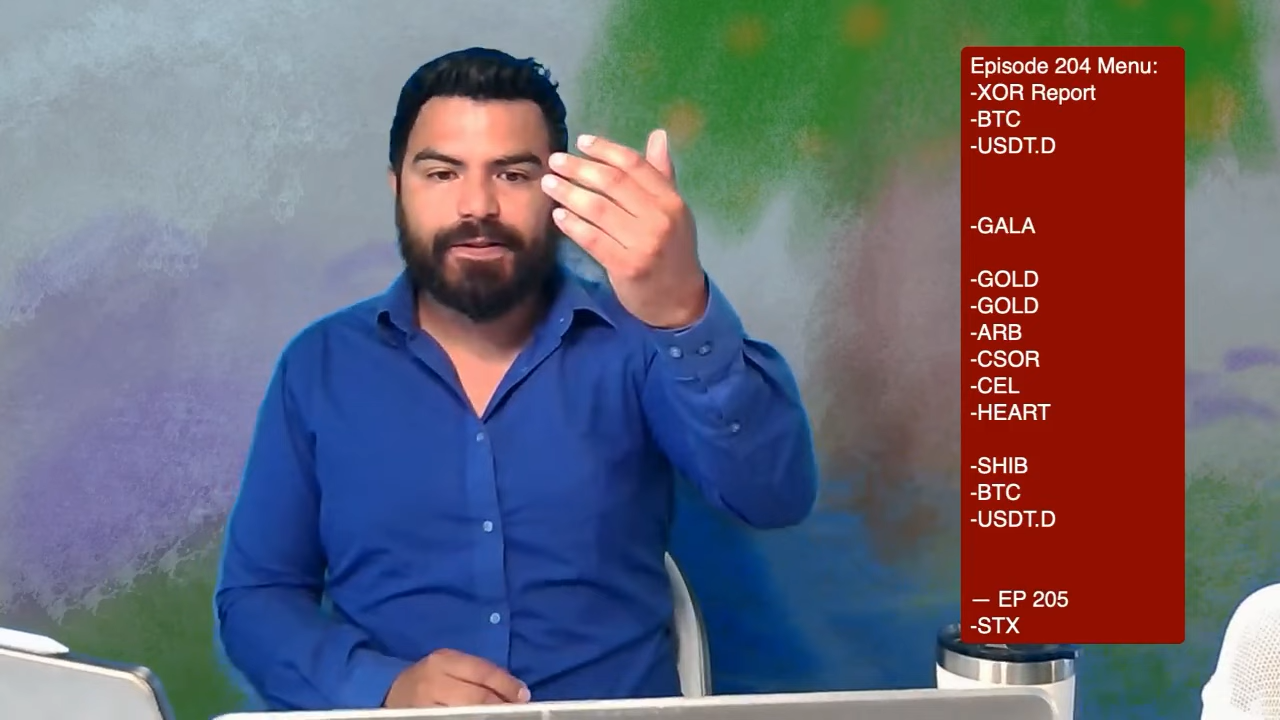 Episode 204 Menu:
-XOR Report
-BTC
-USDT.D
-GALA
-GOLD
-GOLD
-ARB
-CSOR
-CEL
-HEART
-SHIB
-BTC
-USDT.D
— EP 205
-STX